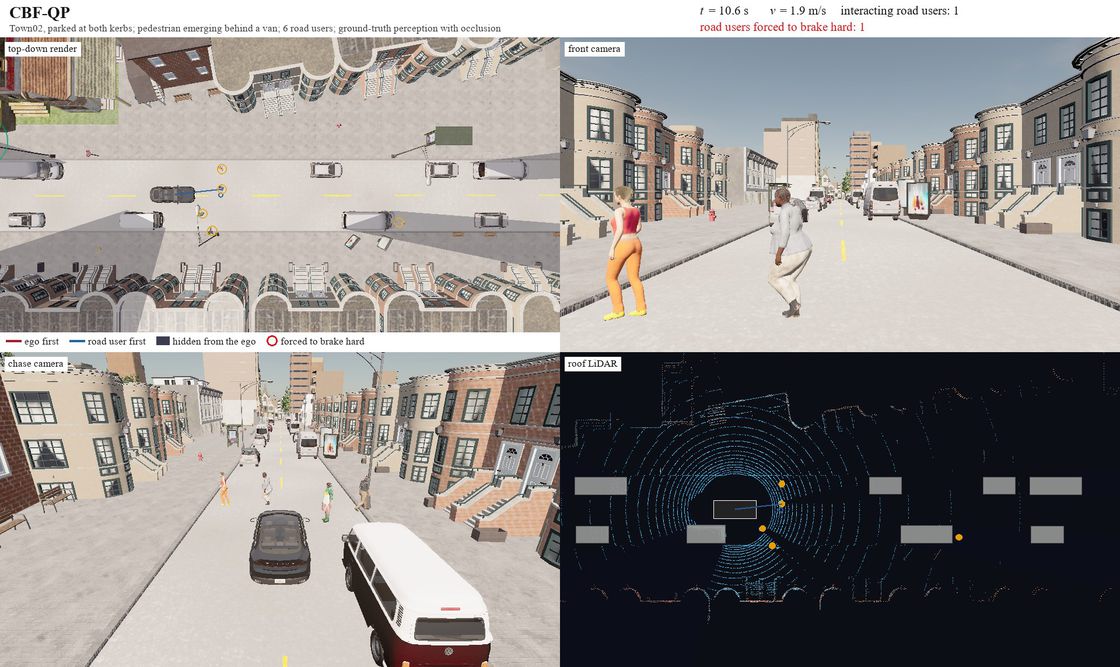 CBF-QP
Town02, parked at both kerbs; pedestrian emerging behind a van; 6 road users; ground-truth perception with occlusion
t = 10.6 s v = 1.9 m/s interacting road users: 1
road users forced to brake hard: 1
top-down render
front camera
ego first
road user first
hidden from the ego
forced to brake hard
chase camera
roof LiDAR